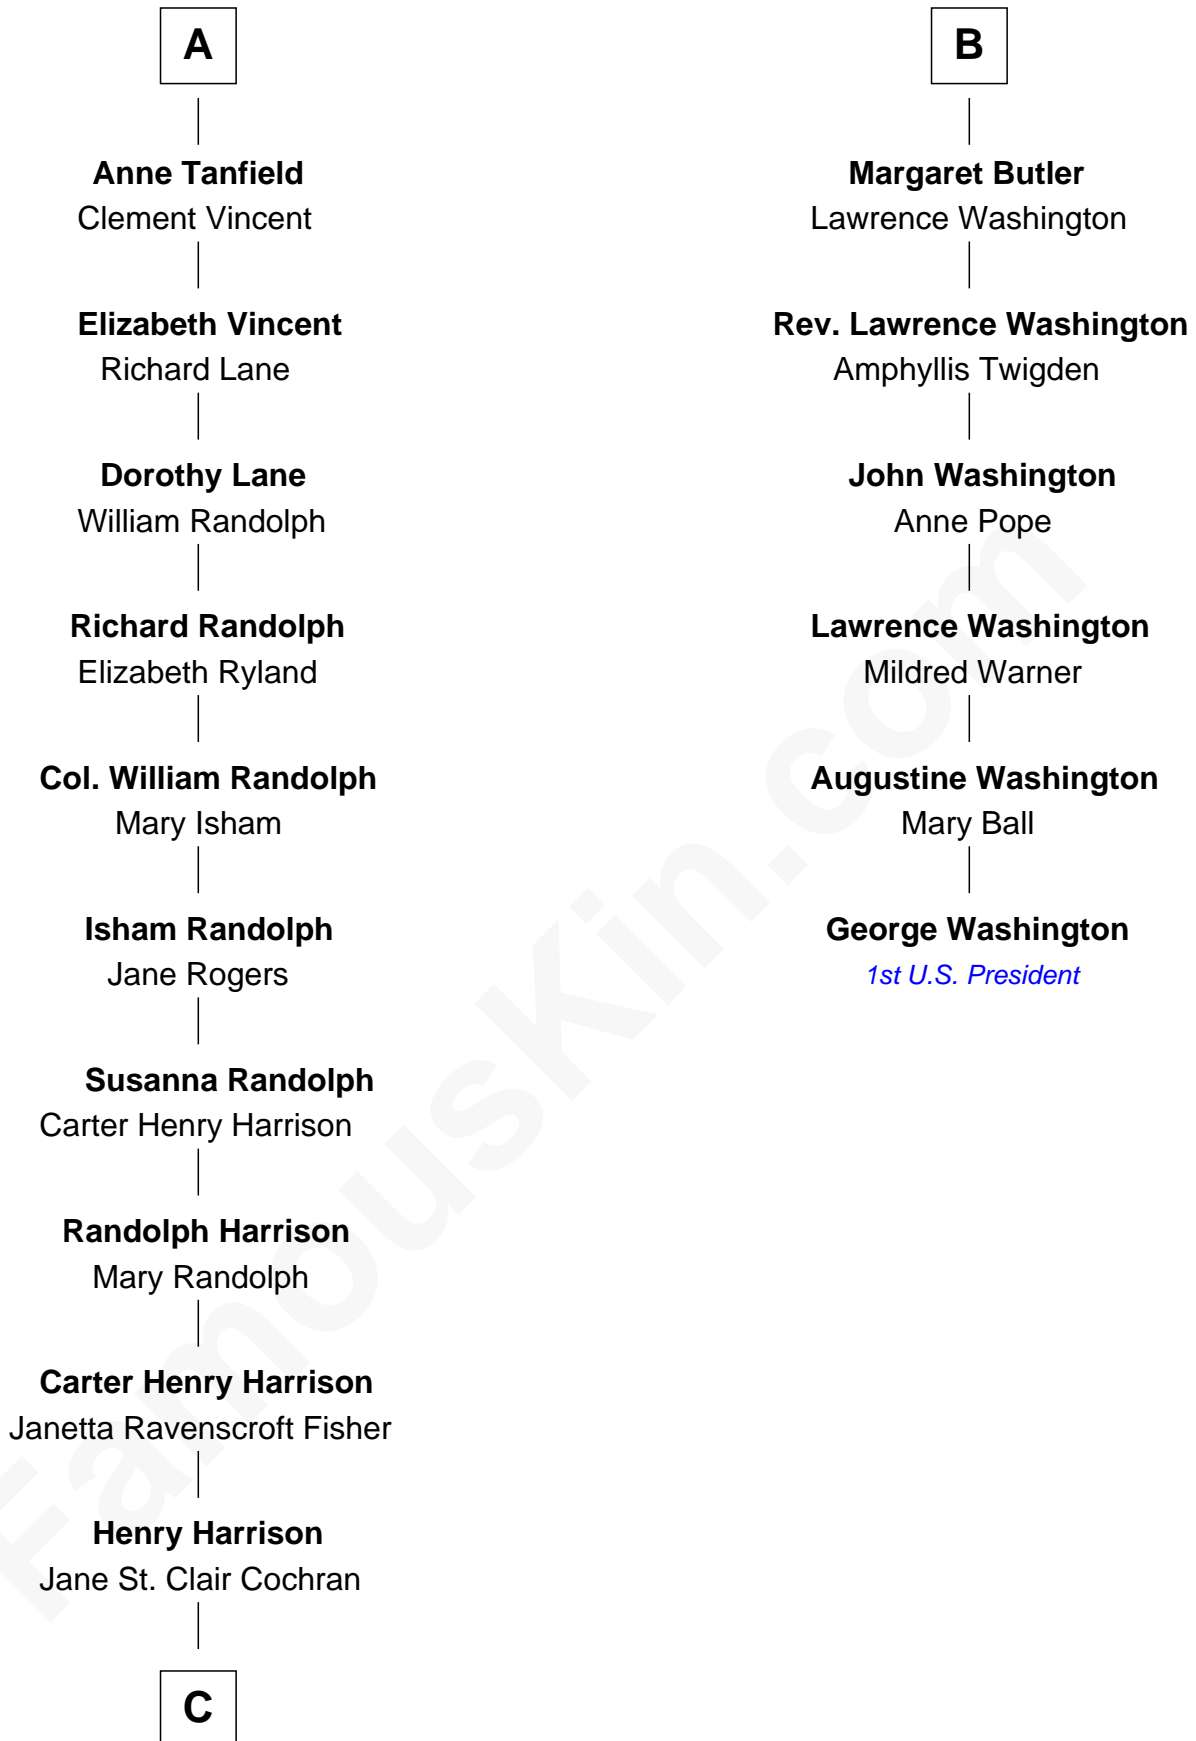 A
Anne Tanfield
Clement Vincent
Elizabeth Vincent
Richard Lane
Dorothy Lane
William Randolph
Richard Randolph
Elizabeth Ryland
Col. William Randolph
Mary Isham
Isham Randolph
Jane Rogers
Susanna Randolph
Carter Henry Harrison
Randolph Harrison
Mary Randolph
Carter Henry Harrison
Janetta Ravenscroft Fisher
Henry Harrison
Jane St. Clair Cochran
C
B
Margaret Butler
Lawrence Washington
Rev. Lawrence Washington
Amphyllis Twigden
John Washington
Anne Pope
Lawrence Washington
Mildred Warner
Augustine Washington
Mary Ball
George Washington
1st U.S. President
FamousKin.com